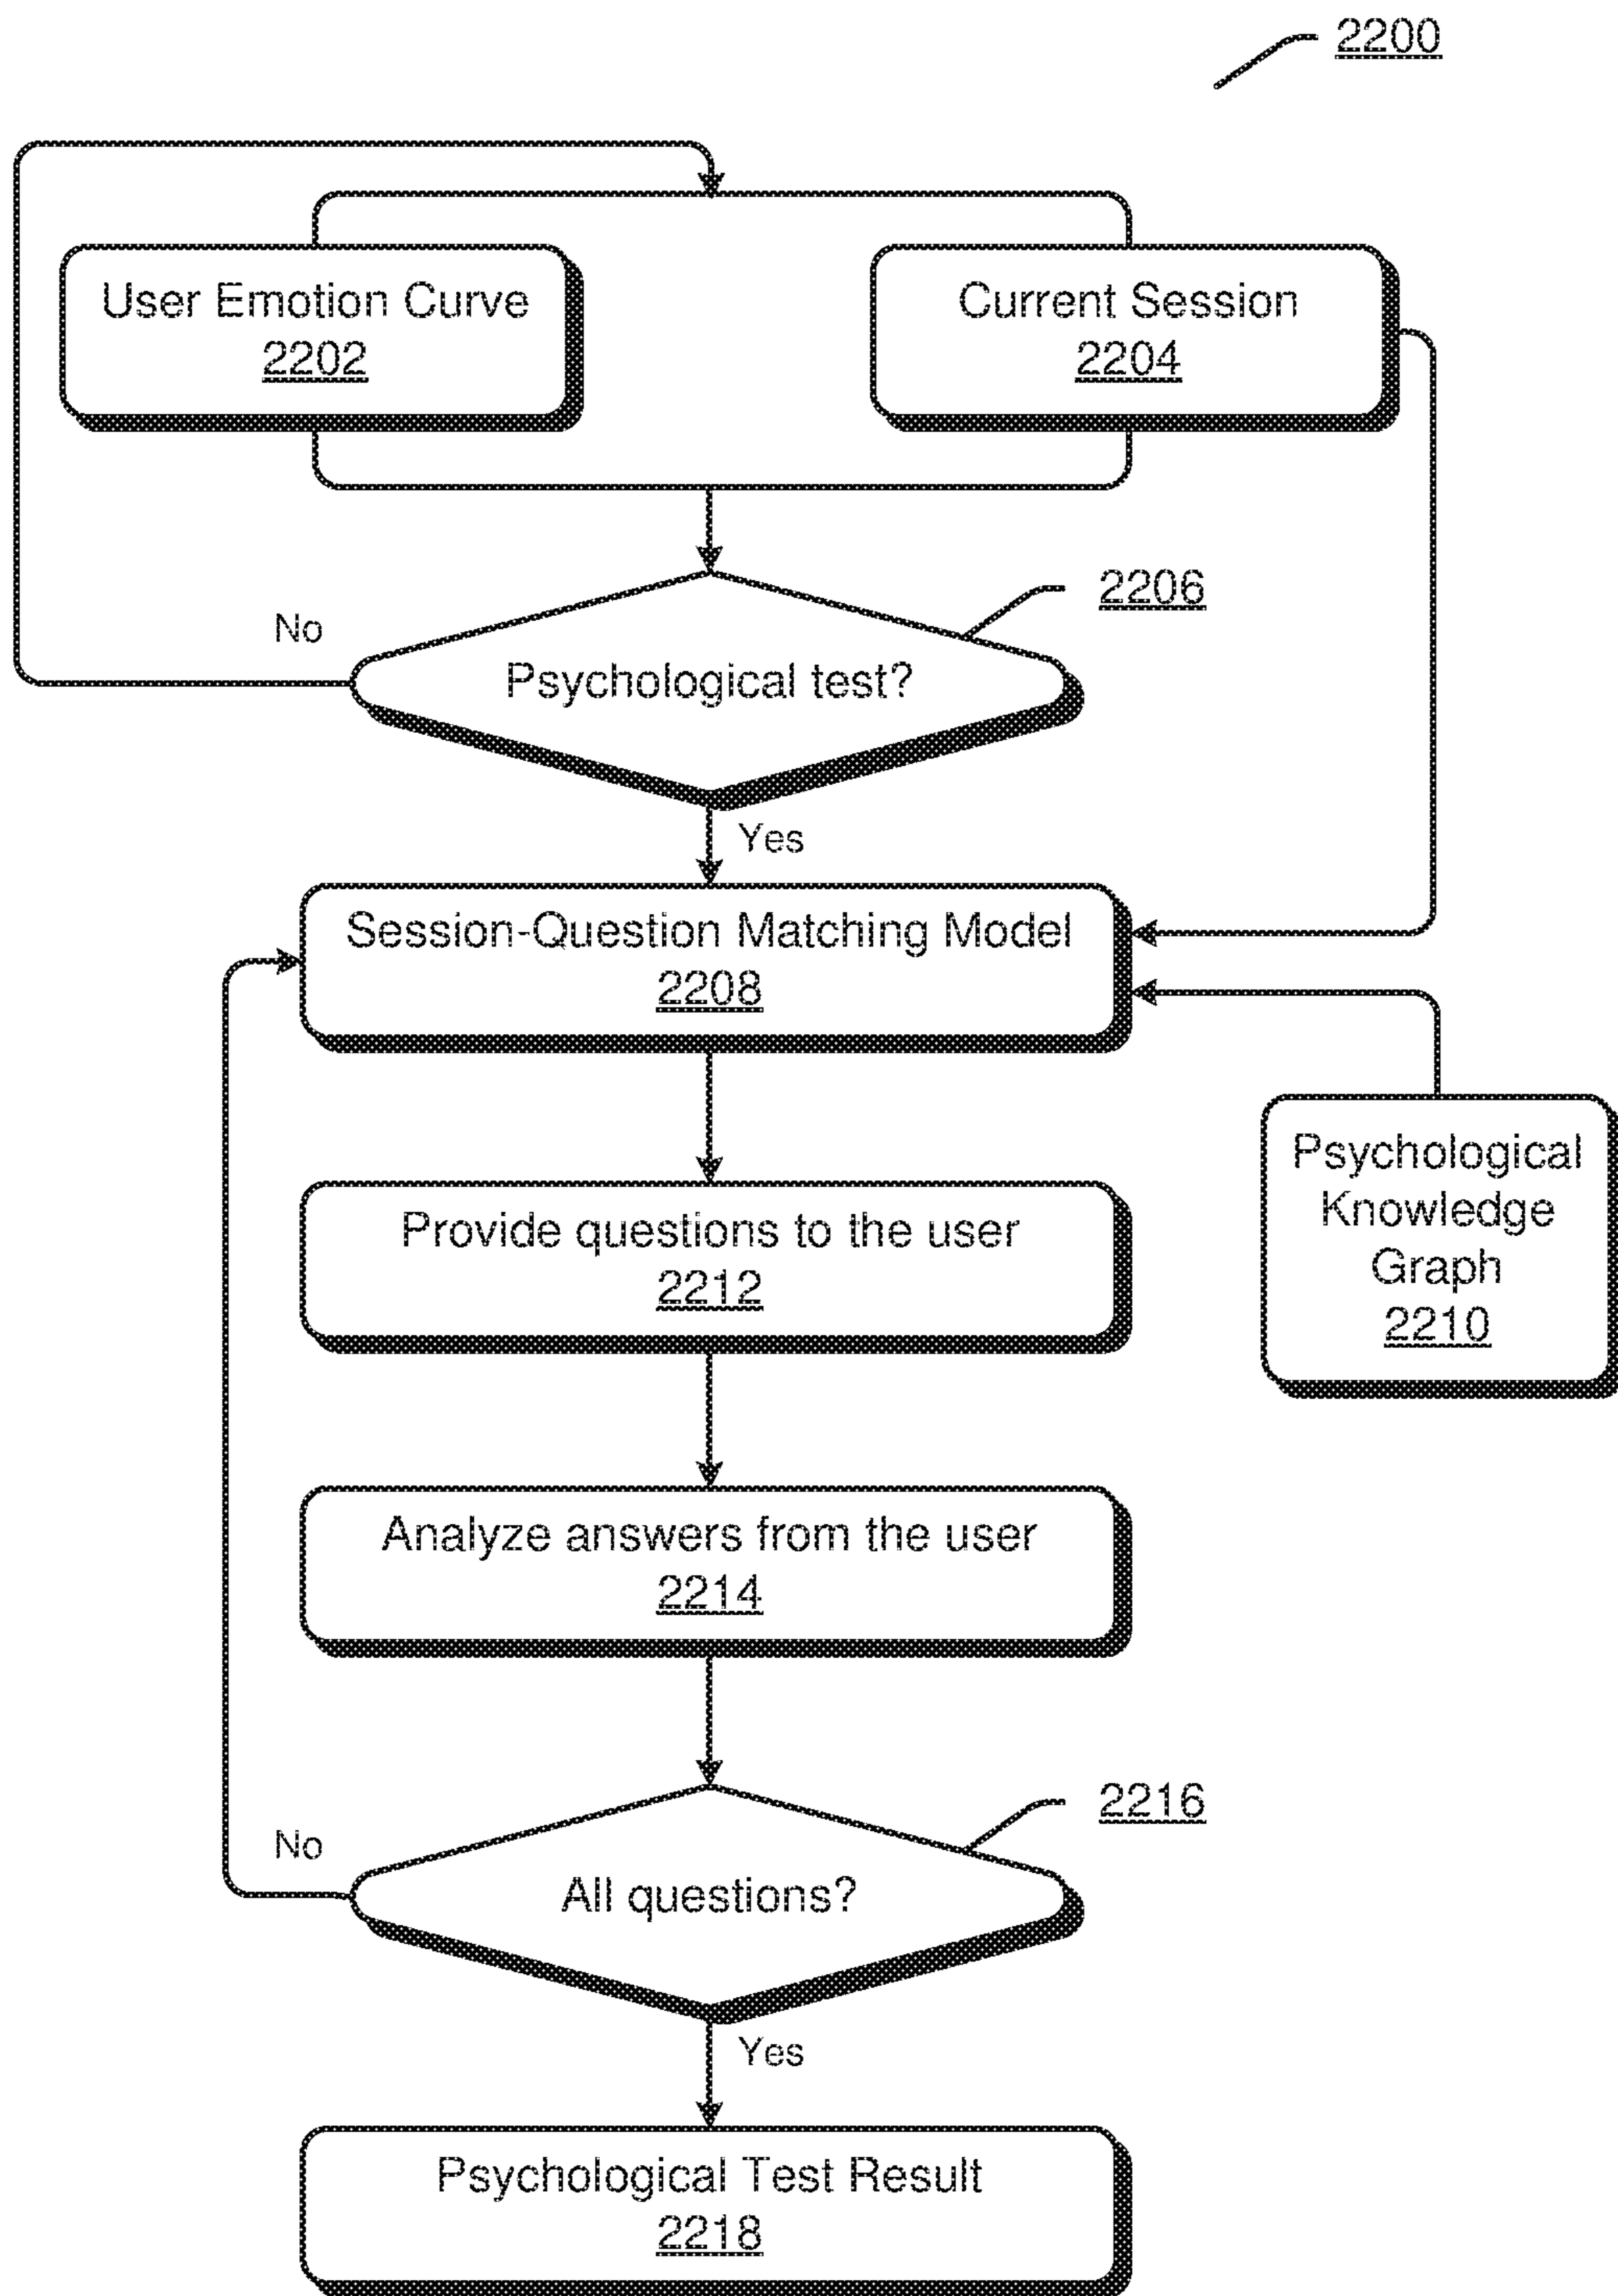 2200
User Emotion Curve
2202
Current Session
2204
2206
No
Psychological test?
Yes
Session-Question Matching Model
2208
Psychological
Knowledge
Graph
2210
Provide questions to the user
2212
Analyze answers from the user
2214
2216
No
All questions?
Yes
Psychological Test Result
2218